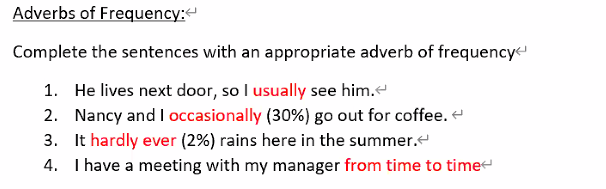 Adverbs of Frequency:
Complete the sentences with an appropriate adverb of frequency
1. He lives next door, so I usually see him.
2. Nancy and I occasionally (30%) go out for coffee.
3. It hardly ever (2%) rains here in the summer.
4. I have a meeting with my manager from time to time